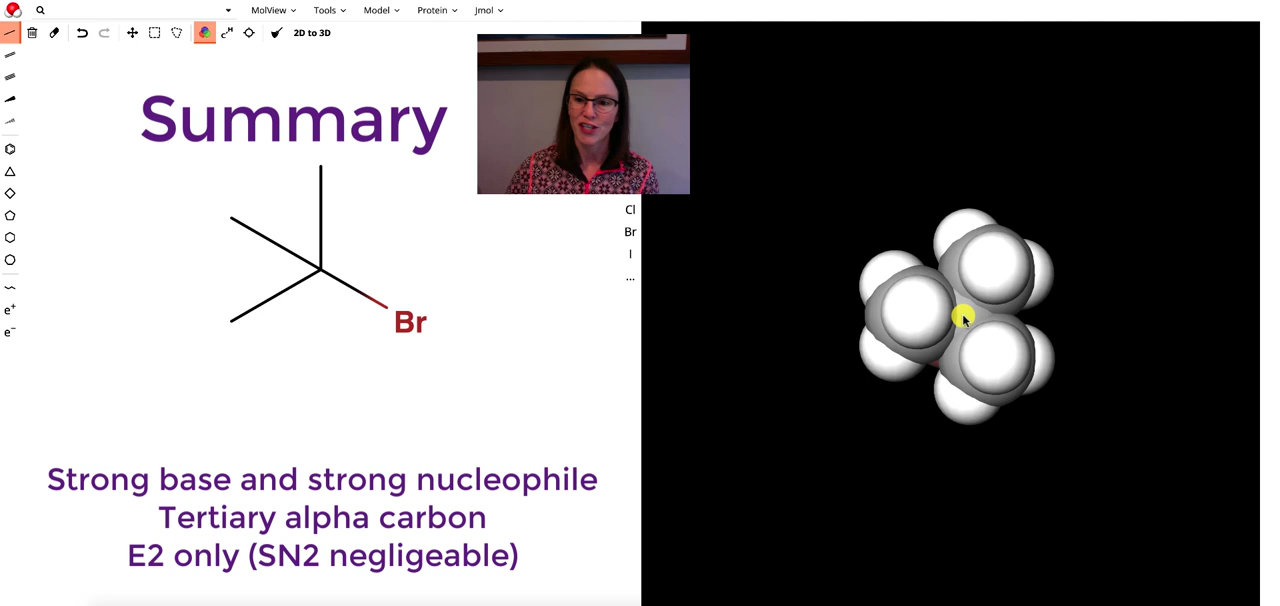 MolView Tools Model Protein Jmol
C H 2D to 3D
Summary
Cl
Br
I
...
Br
e+
e−
Strong base and strong nucleophile
Tertiary alpha carbon
E2 only (SN2 negligeable)